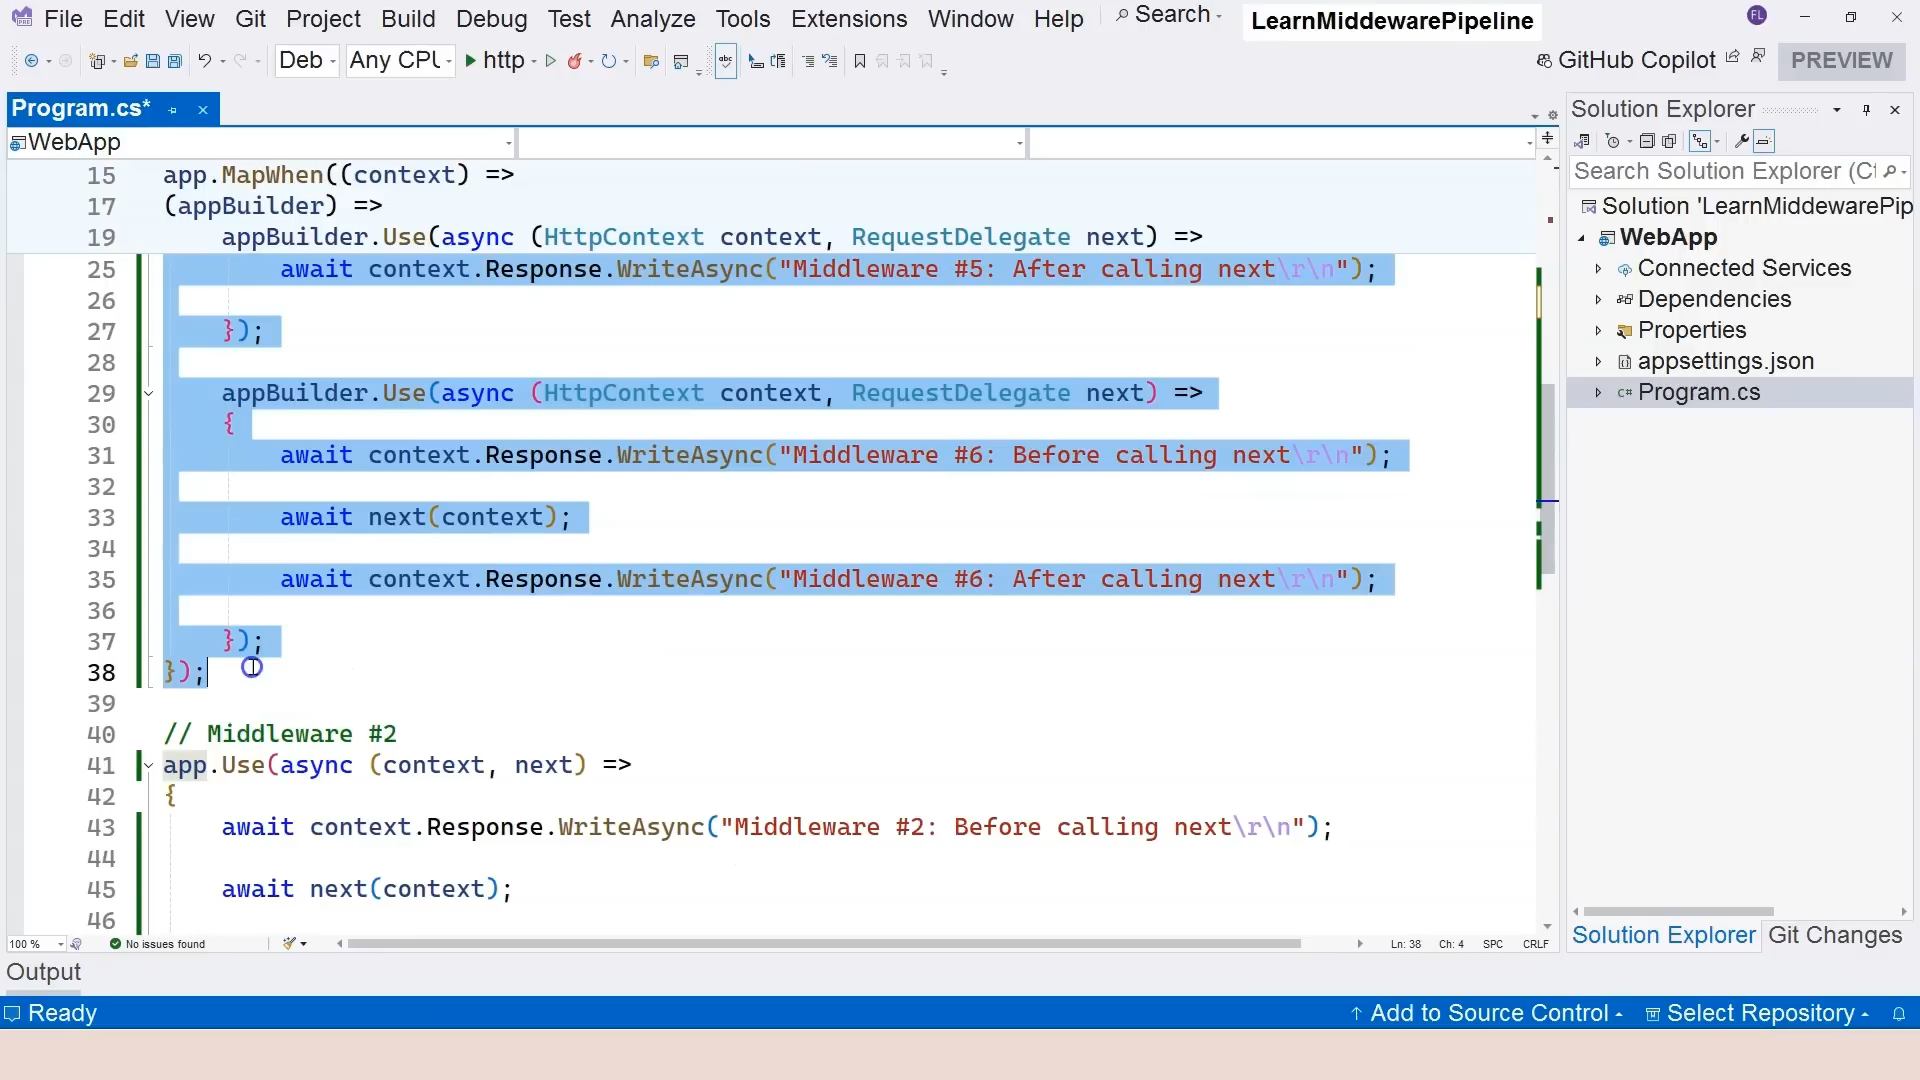 File Edit View Git Project Build Debug Test Analyze Tools Extensions Window Help Search LearnMiddewarePipeline FL
Deb Any CPU http abc GitHub Copilot PREVIEW
Program.cs*
WebApp
15 app.MapWhen((context) =>
17 (appBuilder) =>
19 appBuilder.Use(async (HttpContext context, RequestDelegate next) =>
25 await context.Response.WriteAsync("Middleware #5: After calling next\r\n");
26
27 });
28
29 appBuilder.Use(async (HttpContext context, RequestDelegate next) =>
30 {
31 await context.Response.WriteAsync("Middleware #6: Before calling next\r\n");
32
33 await next(context);
34
35 await context.Response.WriteAsync("Middleware #6: After calling next\r\n");
36
37 });
38 });
39
40 // Middleware #2
41 app.Use(async (context, next) =>
42 {
43 await context.Response.WriteAsync("Middleware #2: Before calling next\r\n");
44
45 await next(context);
46
100 % No issues found Ln: 38 Ch: 4 SPC CRLF
Solution Explorer
Search Solution Explorer (Ct
Solution 'LearnMiddewarePip
WebApp
Connected Services
Dependencies
Properties
appsettings.json
C# Program.cs
Solution Explorer Git Changes
Output
Ready Add to Source Control Select Repository